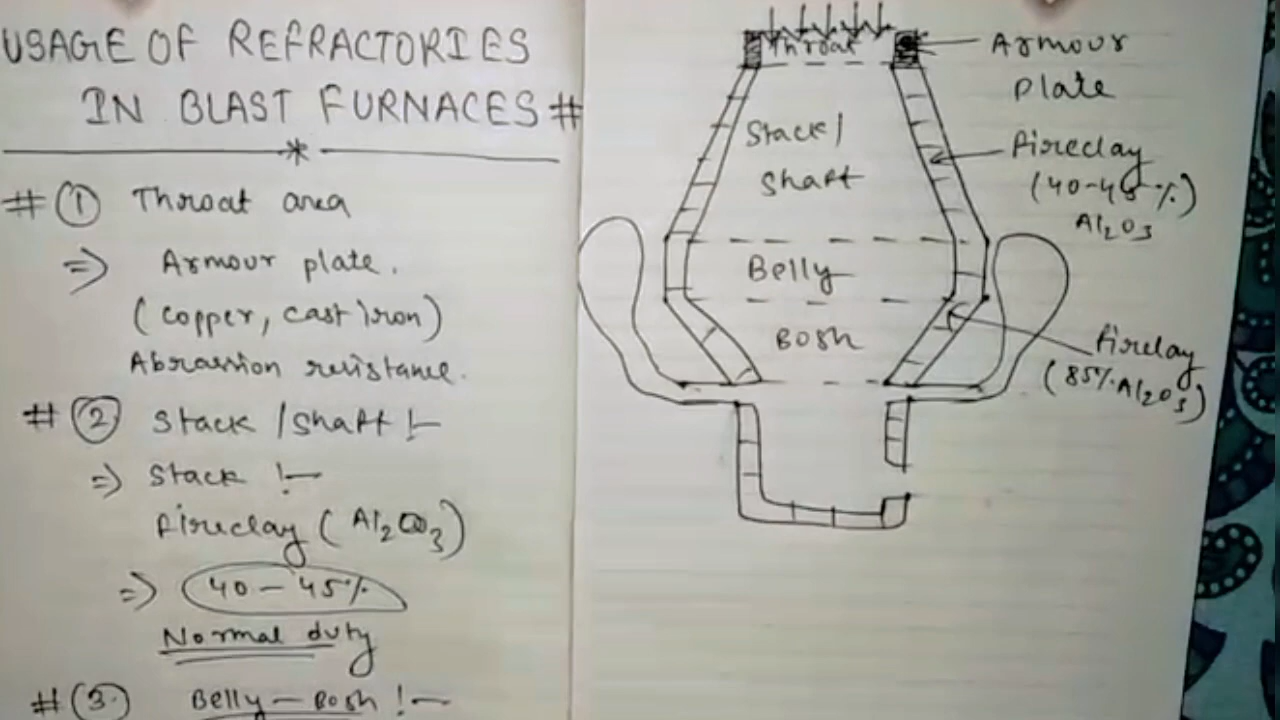 USAGE OF REFRACTORIES
IN BLAST FURNACES #
# 1 Throat area
⇒ Armour plate.
(copper, cast iron)
Abrassion resistance.
# 2 Stack / shaft :-
⇒ Stack :-
fireclay (Al₂O₃)
⇒ 40 – 45%
Normal duty
# 3. Belly – Bosh :-
Throat
Armour
plate
Stack /
shaft
fireclay
(40-45%)
Al₂O₃
Belly
Bosh
fireclay
(85% Al₂O₃)